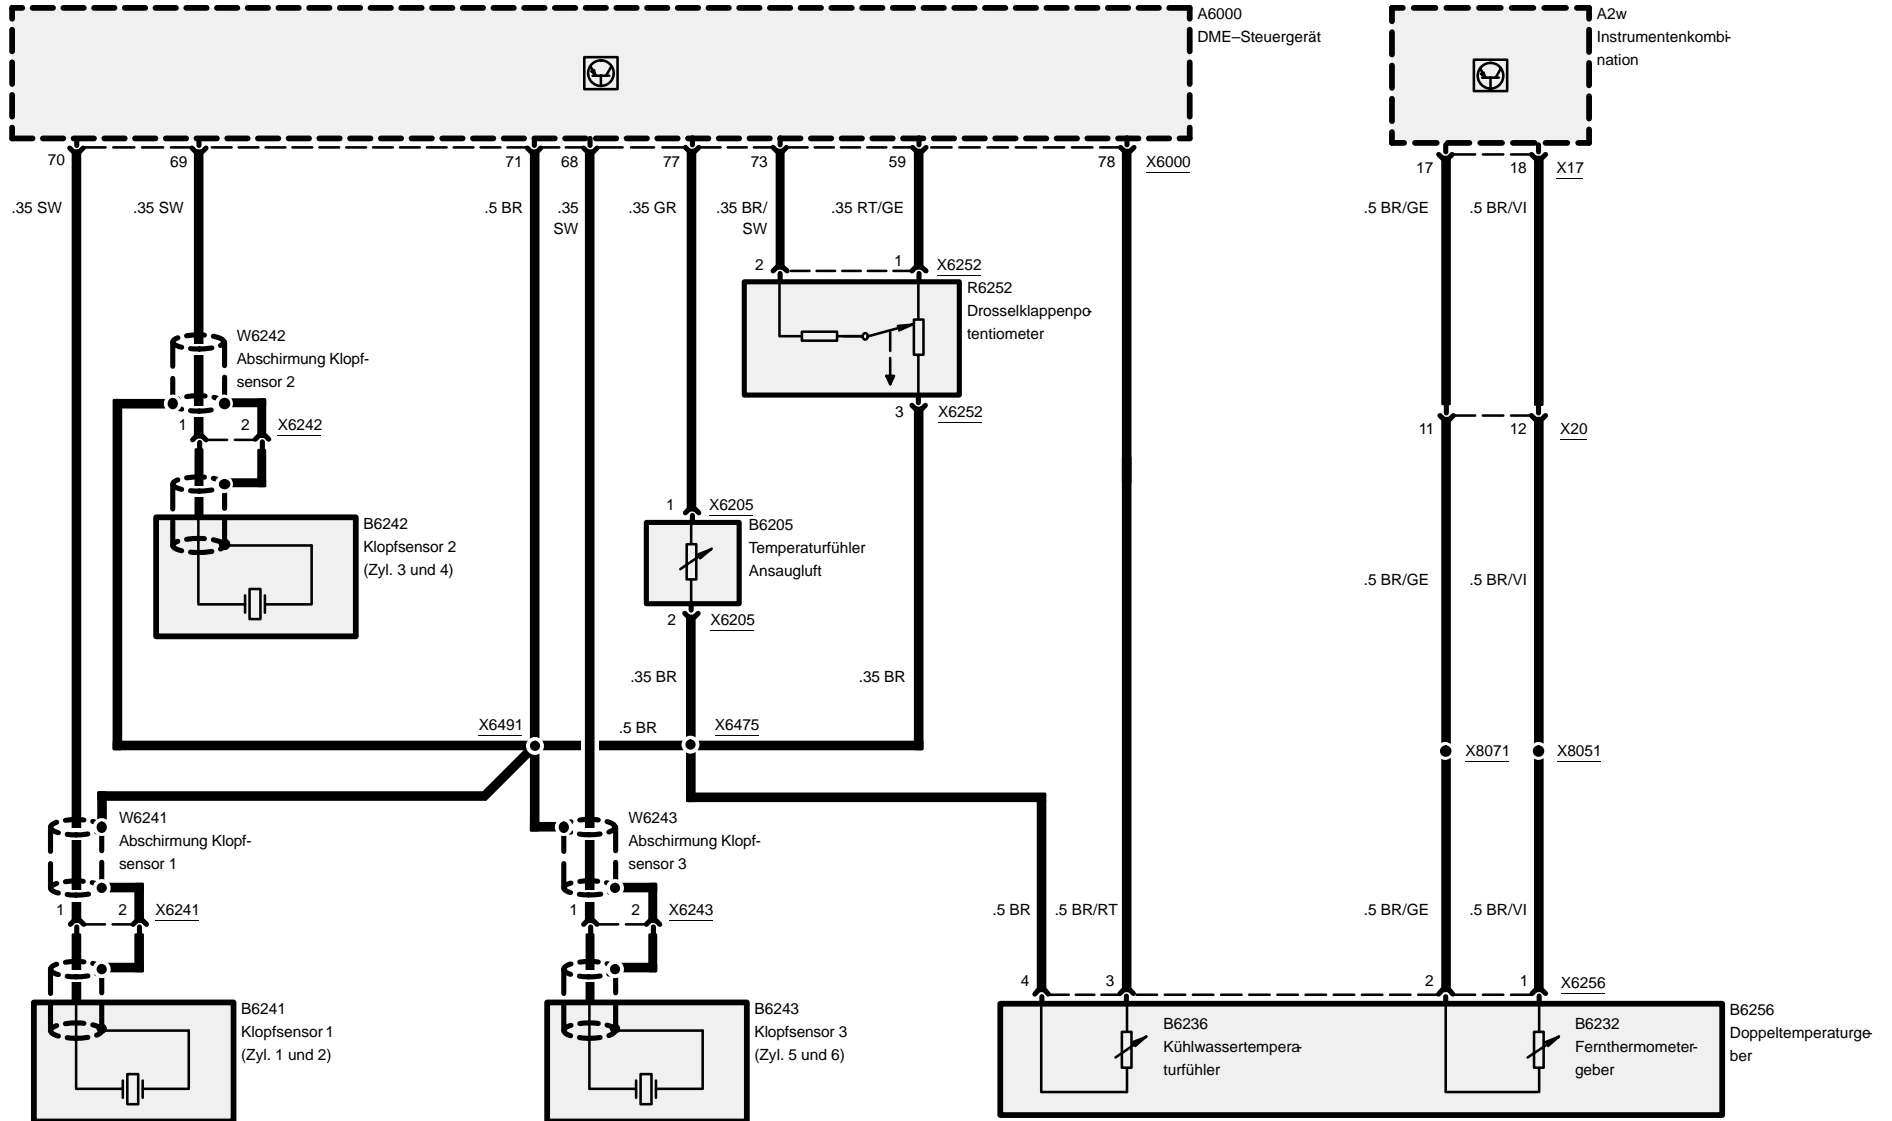 A6000
DME–Steuergerät
A2w
Instrumentenkombi-
nation
70
69
71
68
77
73
59
78
X6000
17
18
X17
.35 SW
.35 SW
.5 BR
.35
SW
.35 GR
.35 BR/
SW
.35 RT/GE
.5 BR/GE
.5 BR/VI
2
1
X6252
R6252
Drosselklappenpo-
tentiometer
W6242
Abschirmung Klopf-
sensor 2
3
X6252
1
2
X6242
11
12
X20
1
X6205
B6205
Temperaturfühler
Ansaugluft
B6242
Klopfsensor 2
(Zyl. 3 und 4)
.5 BR/GE
.5 BR/VI
2
X6205
.35 BR
.35 BR
X6491
.5 BR
X6475
X8071
X8051
W6241
Abschirmung Klopf-
sensor 1
W6243
Abschirmung Klopf-
sensor 3
1
2
X6241
1
2
X6243
.5 BR
.5 BR/RT
.5 BR/GE
.5 BR/VI
4
3
2
1
X6256
B6241
Klopfsensor 1
(Zyl. 1 und 2)
B6243
Klopfsensor 3
(Zyl. 5 und 6)
B6236
Kühlwassertempera-
turfühler
B6232
Fernthermometer-
geber
B6256
Doppeltemperaturge-
ber